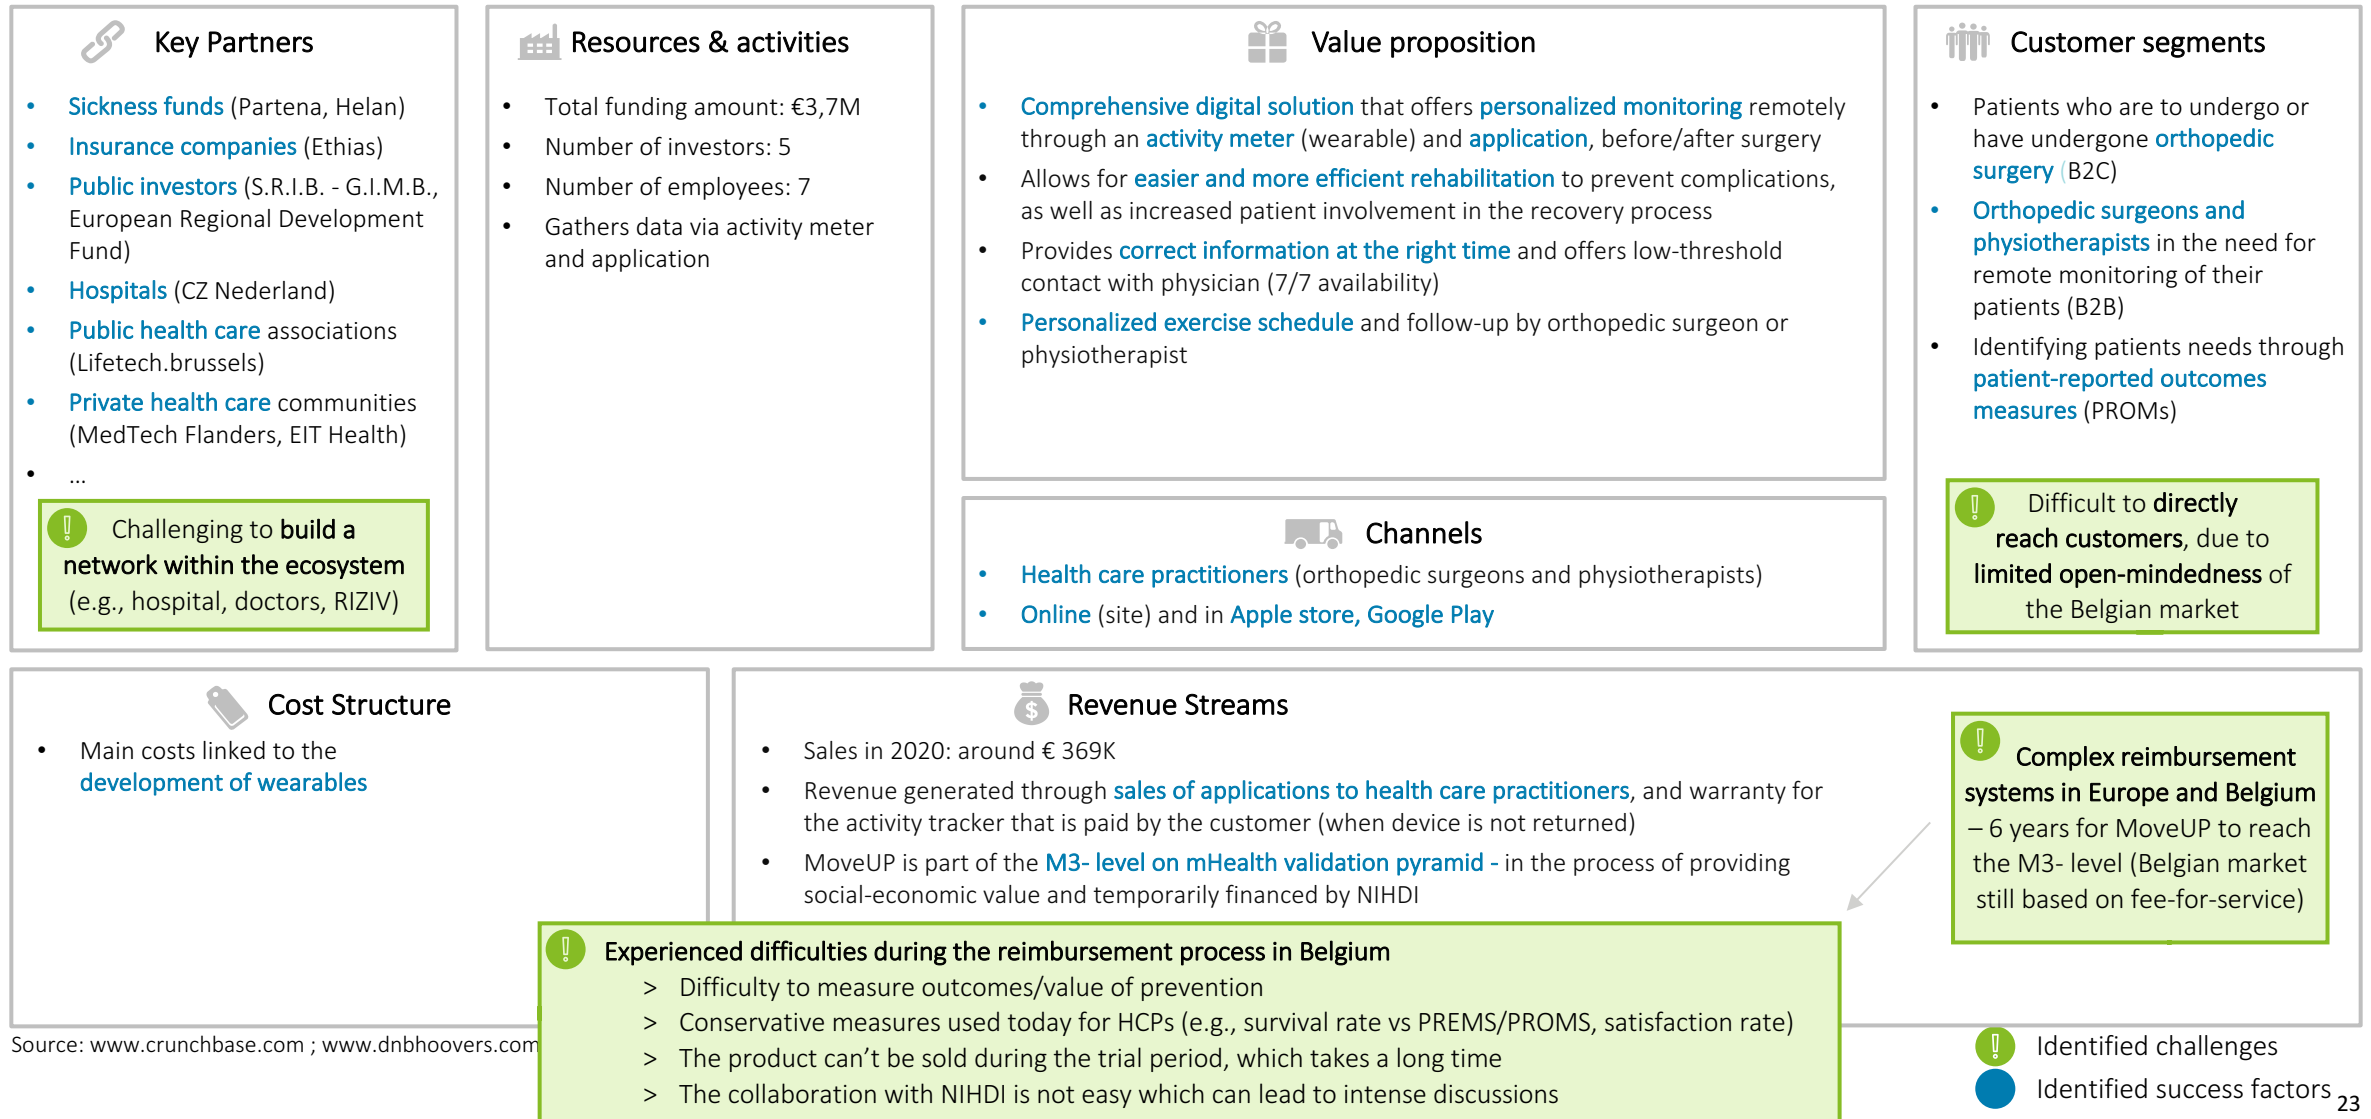 Key Partners
• Sickness funds (Partena, Helan)
• Insurance companies (Ethias)
• Public investors (S.R.I.B. - G.I.M.B.,
European Regional Development
Fund)
• Hospitals (CZ Nederland)
• Public health care associations
(Lifetech.brussels)
• Private health care communities
(MedTech Flanders, EIT Health)
• ...
Challenging to build a
network within the ecosystem
(e.g., hospital, doctors, RIZIV)
Resources & activities
• Total funding amount: €3,7M
• Number of investors: 5
• Number of employees: 7
• Gathers data via activity meter
and application
Value proposition
• Comprehensive digital solution that offers personalized monitoring remotely
through an activity meter (wearable) and application, before/after surgery
• Allows for easier and more efficient rehabilitation to prevent complications,
as well as increased patient involvement in the recovery process
• Provides correct information at the right time and offers low-threshold
contact with physician (7/7 availability)
• Personalized exercise schedule and follow-up by orthopedic surgeon or
physiotherapist
Channels
• Health care practitioners (orthopedic surgeons and physiotherapists)
• Online (site) and in Apple store, Google Play
Customer segments
• Patients who are to undergo or
have undergone orthopedic
surgery (B2C)
• Orthopedic surgeons and
physiotherapists in the need for
remote monitoring of their
patients (B2B)
• Identifying patients needs through
patient-reported outcomes
measures (PROMs)
Difficult to directly
reach customers, due to
limited open-mindedness of
the Belgian market
Cost Structure
• Main costs linked to the
development of wearables
Revenue Streams
• Sales in 2020: around € 369K
• Revenue generated through sales of applications to health care practitioners, and warranty for
the activity tracker that is paid by the customer (when device is not returned)
• MoveUP is part of the M3- level on mHealth validation pyramid - in the process of providing
social-economic value and temporarily financed by NIHDI
Complex reimbursement
systems in Europe and Belgium
– 6 years for MoveUP to reach
the M3- level (Belgian market
still based on fee-for-service)
Experienced difficulties during the reimbursement process in Belgium
> Difficulty to measure outcomes/value of prevention
> Conservative measures used today for HCPs (e.g., survival rate vs PREMS/PROMS, satisfaction rate)
> The product can't be sold during the trial period, which takes a long time
> The collaboration with NIHDI is not easy which can lead to intense discussions
Source: www.crunchbase.com ; www.dnbhoovers.com
Identified challenges
Identified success factors
23